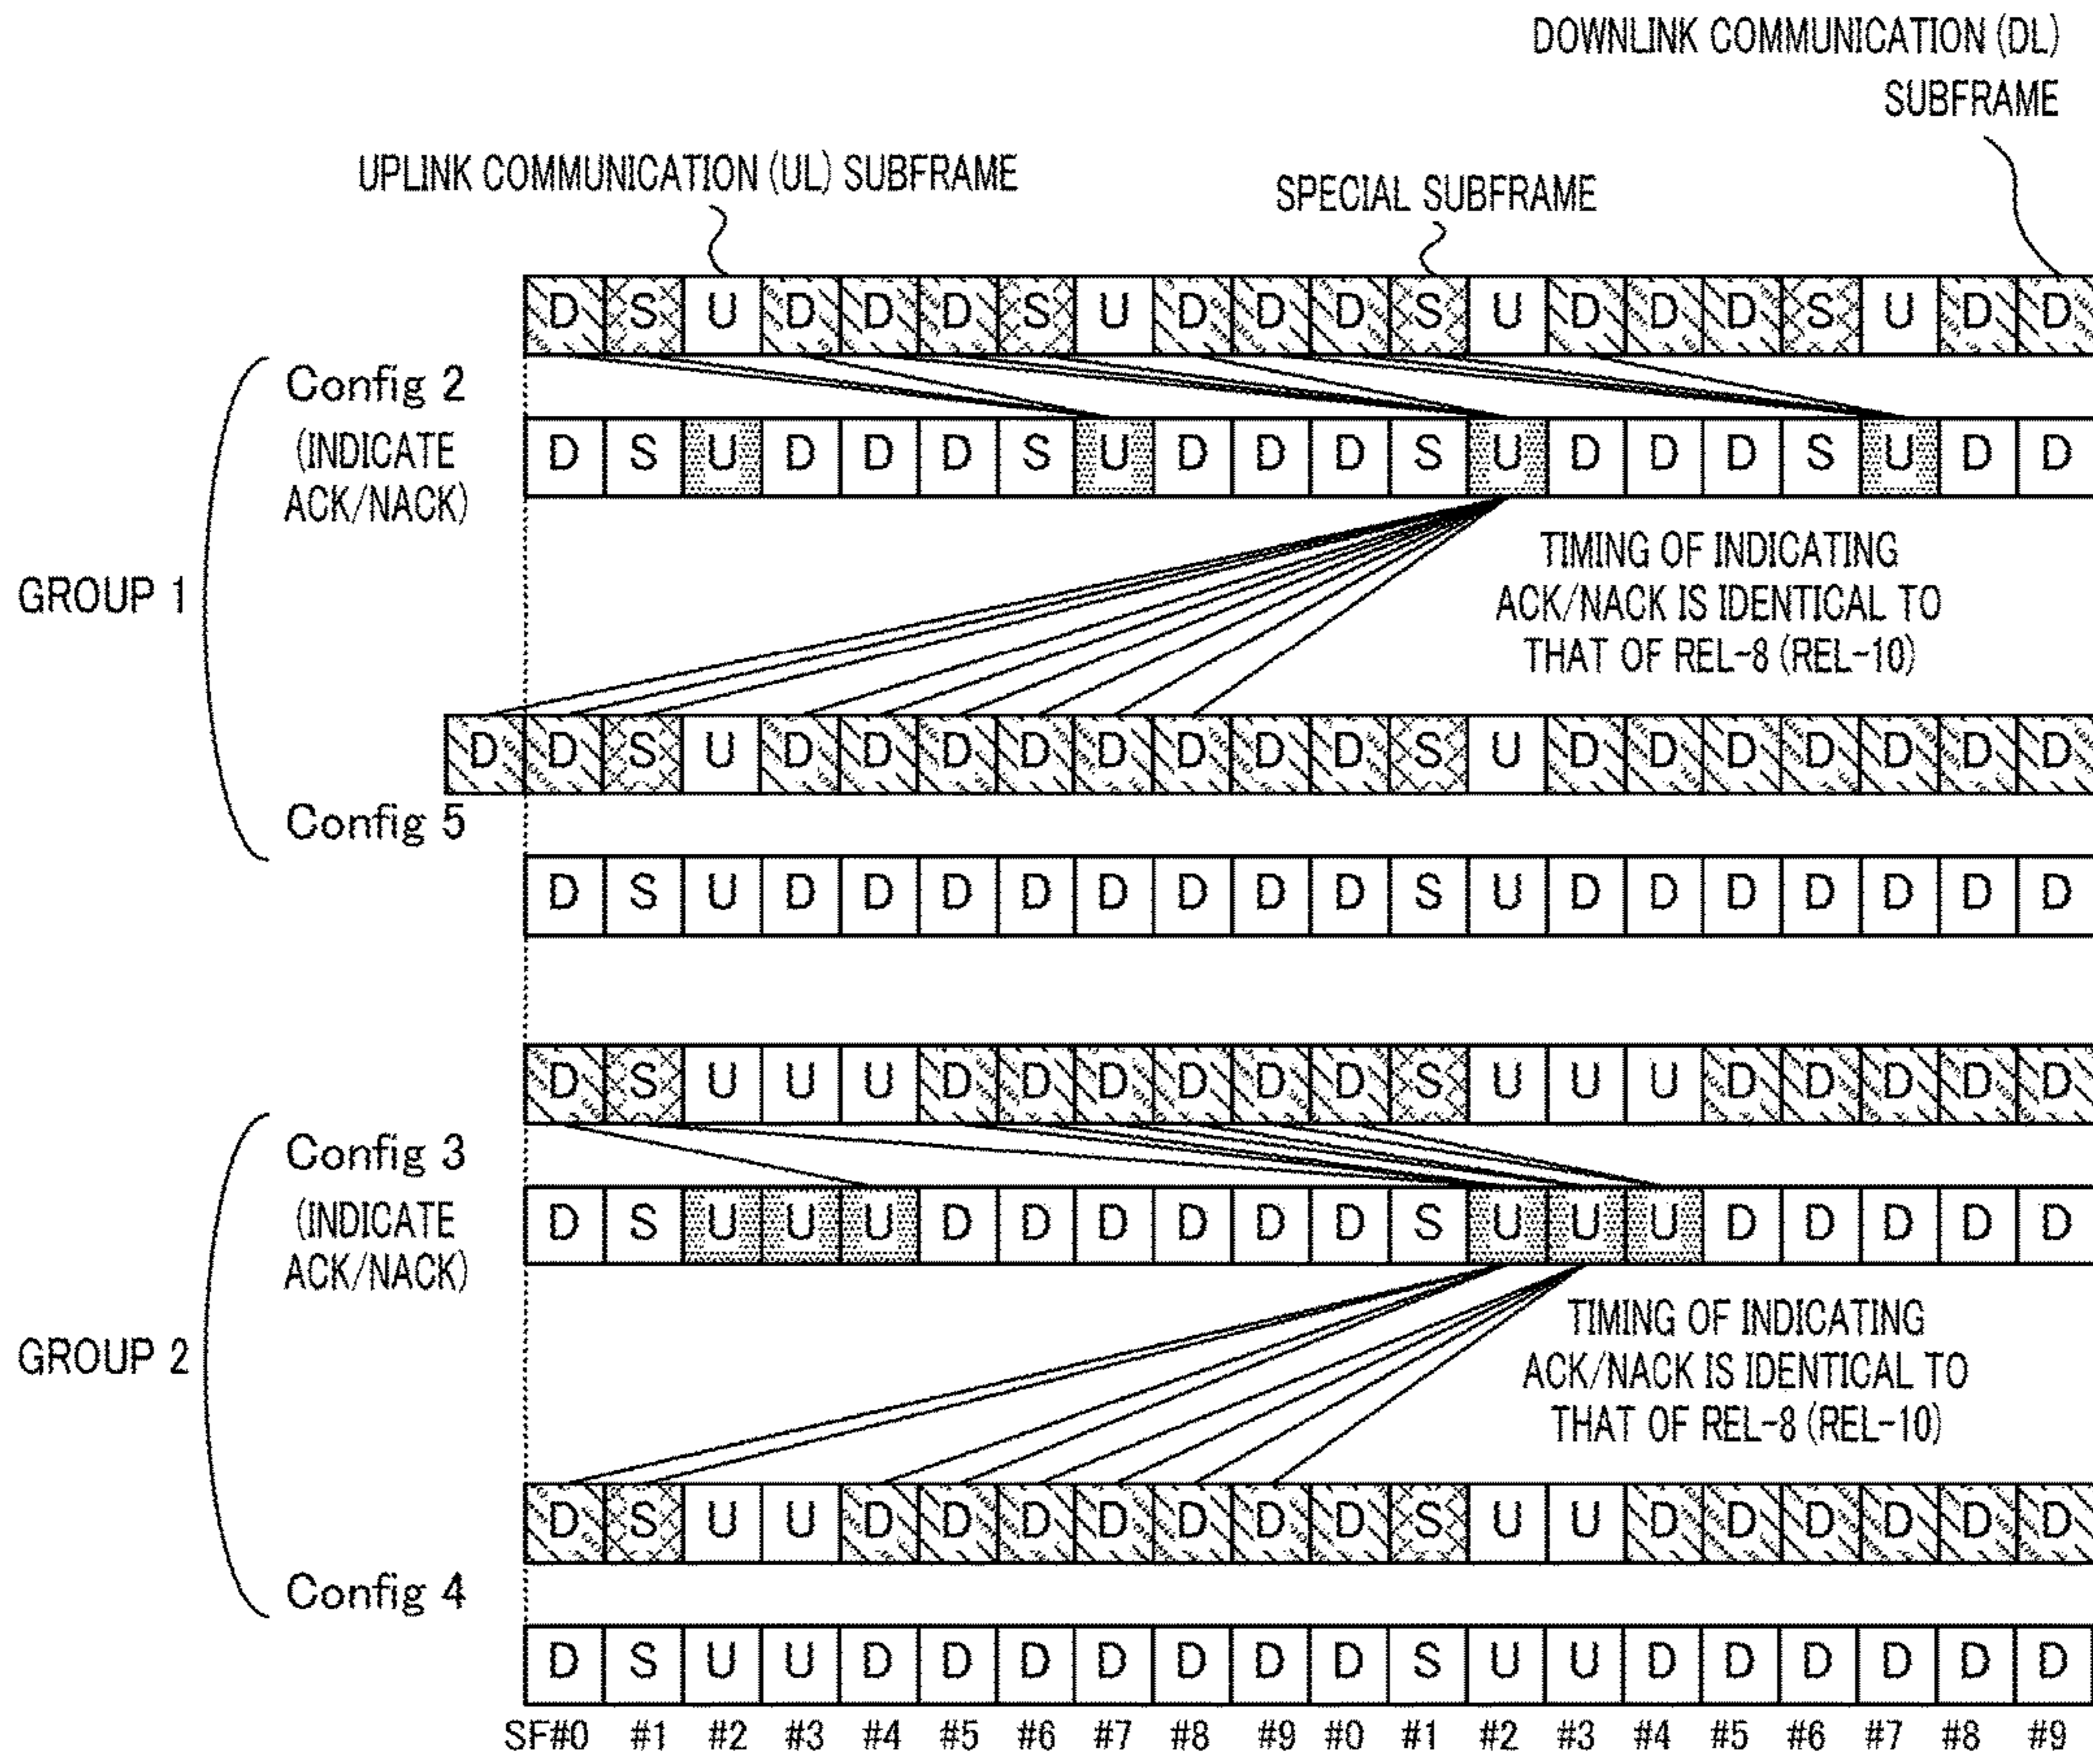 DOWNLINK COMMUNICATION (DL)
SUBFRAME
UPLINK COMMUNICATION (UL) SUBFRAME
SPECIAL SUBFRAME
D S U D D D S U D D D S U D D D S U D D
Config 2
(INDICATE
ACK/NACK)
D S U D D D S U D D D S U D D D S U D D
GROUP 1
TIMING OF INDICATING
ACK/NACK IS IDENTICAL TO
THAT OF REL-8 (REL-10)
D D S U D D D D D D D D S U D D D D D D D
Config 5
D S U D D D D D D D D S U D D D D D D D
D S U U U D D D D D D S U U U D D D D D
Config 3
(INDICATE
ACK/NACK)
D S U U U D D D D D D S U U U D D D D D
GROUP 2
TIMING OF INDICATING
ACK/NACK IS IDENTICAL TO
THAT OF REL-8 (REL-10)
D S U U D D D D D D D S U U D D D D D D
Config 4
D S U U D D D D D D D S U U D D D D D D
SF#0 #1 #2 #3 #4 #5 #6 #7 #8 #9 #0 #1 #2 #3 #4 #5 #6 #7 #8 #9